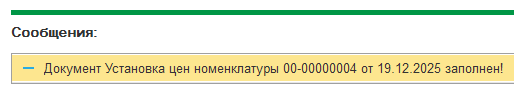 Сообщения:
— Документ Установка цен номенклатуры 00-00000004 от 19.12.2025 заполнен!